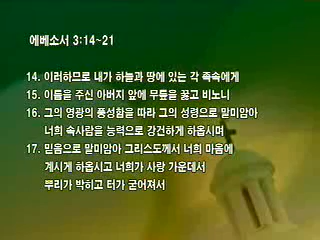 에베소서 3:14~21
14. 이러하므로 내가 하늘과 땅에 있는 각 족속에게
15. 이름을 주신 아버지 앞에 무릎을 꿇고 비노니
16. 그의 영광의 풍성함을 따라 그의 성령으로 말미암아
너희 속사람을 능력으로 강건하게 하옵시며
17. 믿음으로 말미암아 그리스도께서 너희 마음에
계시게 하옵시고 너희가 사랑 가운데서
뿌리가 박히고 터가 굳어져서